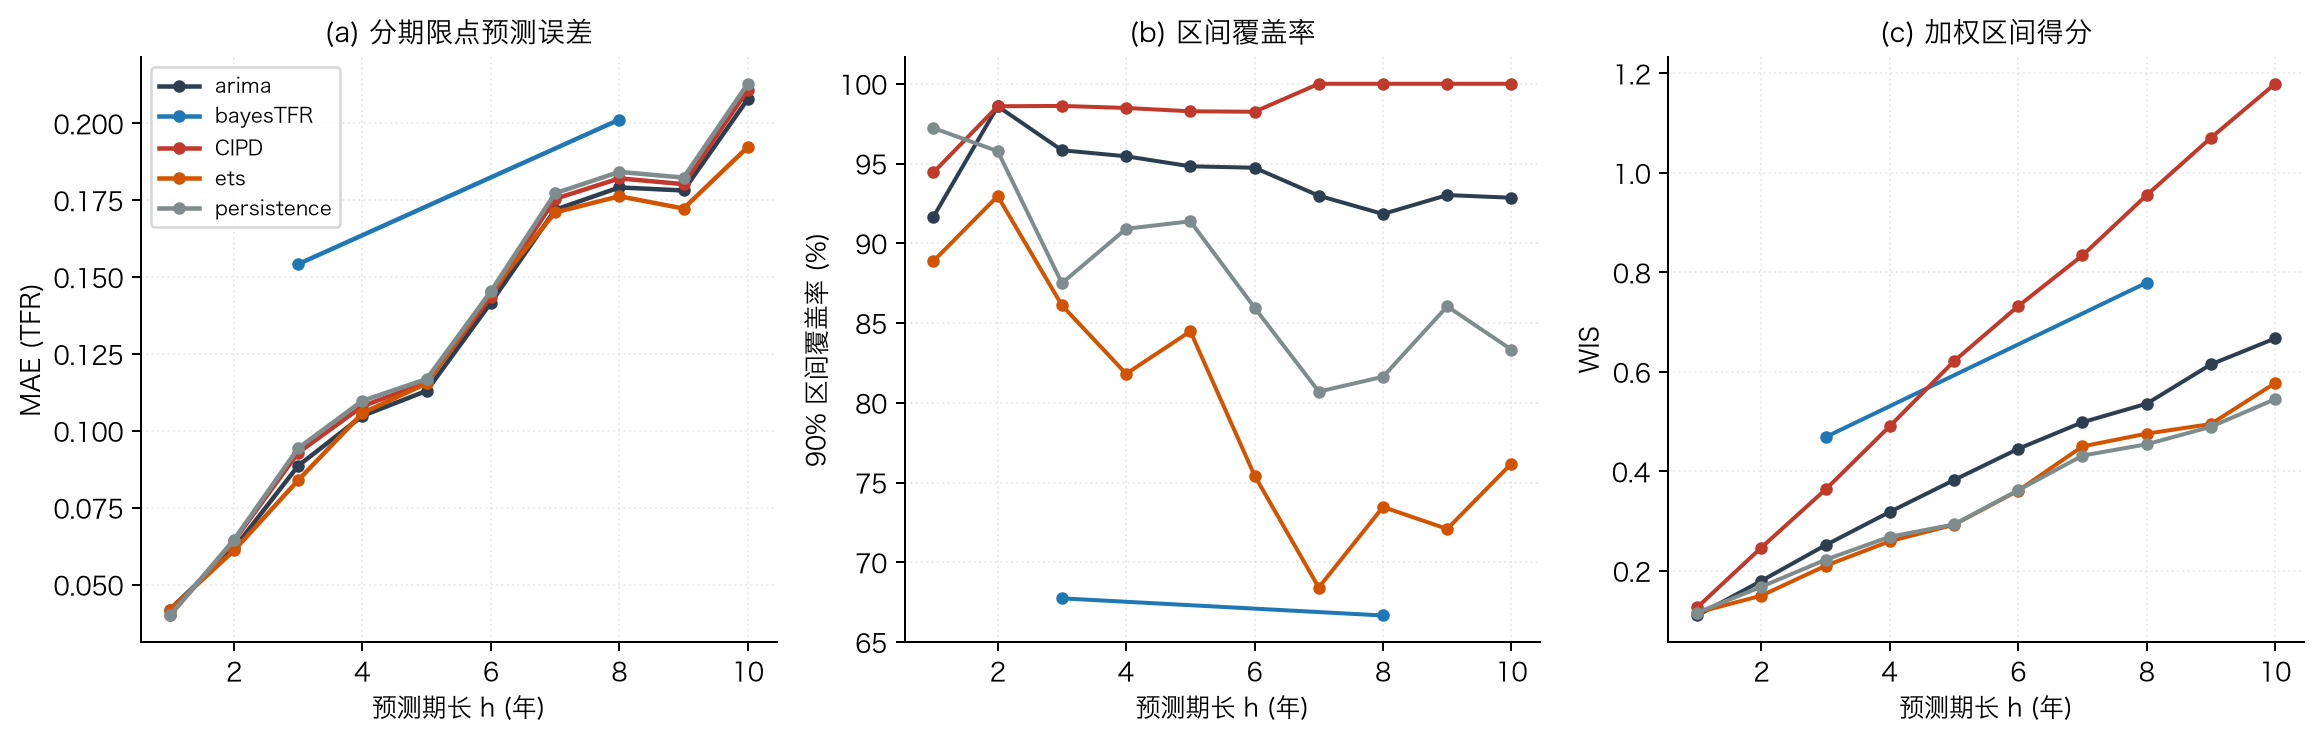 (a) 分期限点预测误差
MAE (TFR)
0.200
0.175
0.150
0.125
0.100
0.075
0.050
arima
bayesTFR
CIPD
ets
persistence
2 4 6 8 10
预测期长 h (年)
(b) 区间覆盖率
90% 区间覆盖率 (%)
100
95
90
85
80
75
70
65
2 4 6 8 10
预测期长 h (年)
(c) 加权区间得分
WIS
1.2
1.0
0.8
0.6
0.4
0.2
2 4 6 8 10
预测期长 h (年)